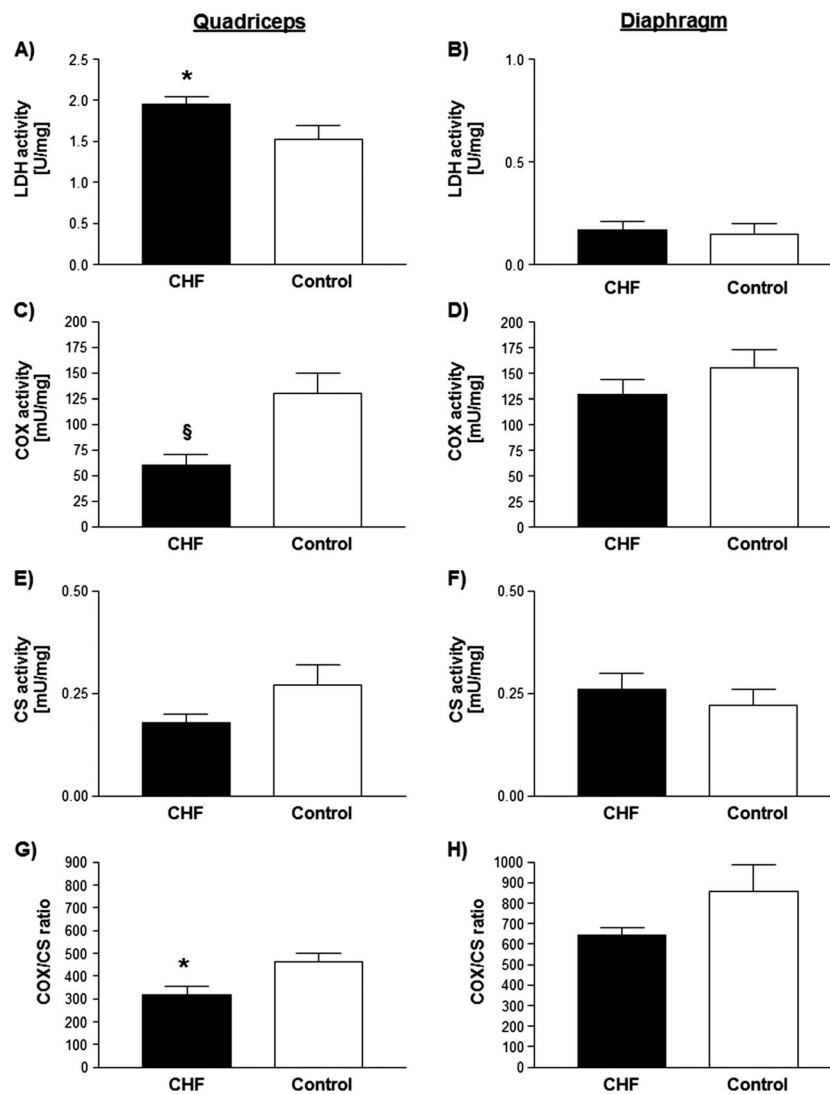 Quadriceps
Diaphragm
A)
LDH activity
[U/mg]
2.5
2.0
1.5
1.0
0.5
0.0
*
CHF
Control
B)
LDH activity
[U/mg]
1.0
0.5
0.0
CHF
Control
C)
COX activity
[mU/mg]
200
175
150
125
100
75
50
25
0
§
CHF
Control
D)
COX activity
[mU/mg]
200
175
150
125
100
75
50
25
0
CHF
Control
E)
CS activity
[mU/mg]
0.50
0.25
0.00
CHF
Control
F)
CS activity
[mU/mg]
0.50
0.25
0.00
CHF
Control
G)
COX/CS ratio
900
800
700
600
500
400
300
200
100
0
*
CHF
Control
H)
COX/CS ratio
1000
900
800
700
600
500
400
300
200
100
0
CHF
Control